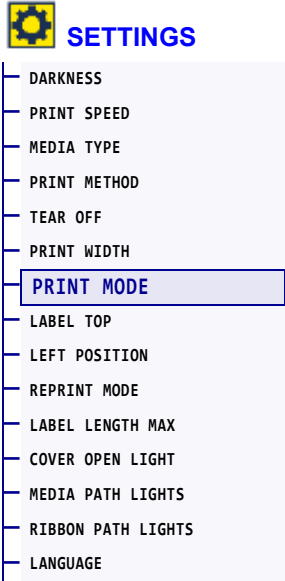 SETTINGS
DARKNESS
PRINT SPEED
MEDIA TYPE
PRINT METHOD
TEAR OFF
PRINT WIDTH
PRINT MODE
LABEL TOP
LEFT POSITION
REPRINT MODE
LABEL LENGTH MAX
COVER OPEN LIGHT
MEDIA PATH LIGHTS
RIBBON PATH LIGHTS
LANGUAGE